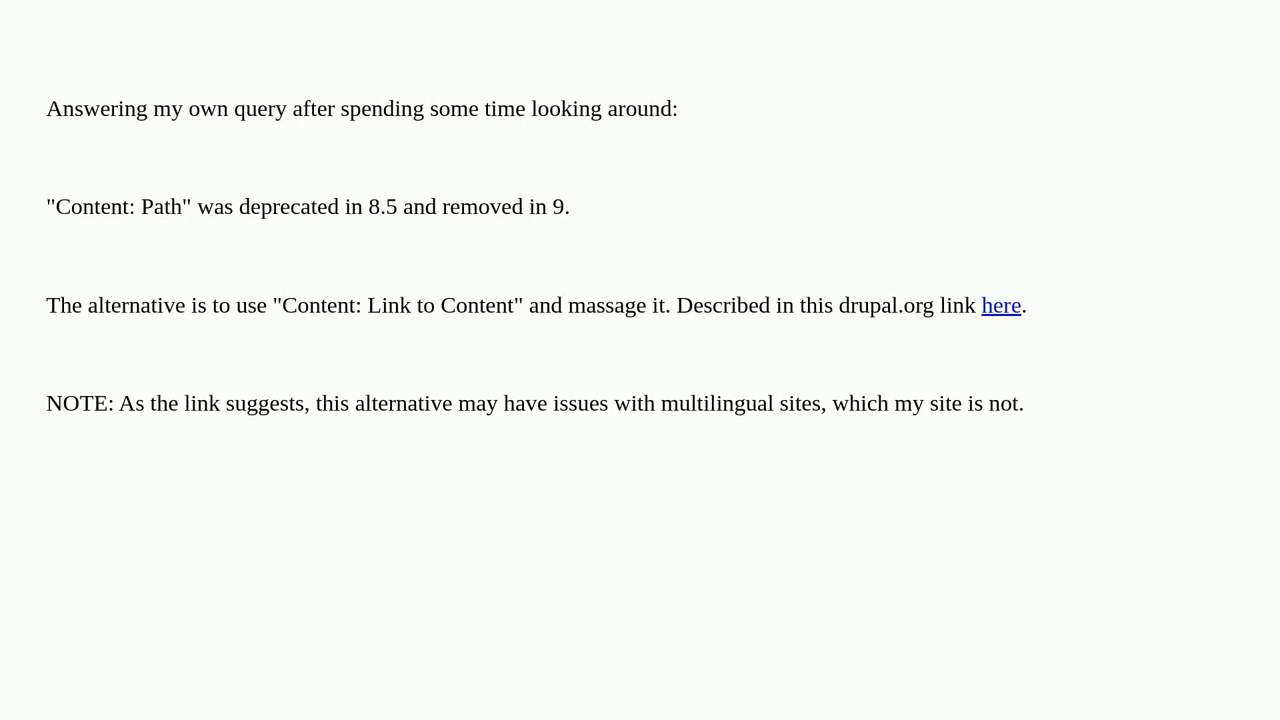 Answering my own query after spending some time looking around:
"Content: Path" was deprecated in 8.5 and removed in 9.
The alternative is to use "Content: Link to Content" and massage it. Described in this drupal.org link here.
NOTE: As the link suggests, this alternative may have issues with multilingual sites, which my site is not.